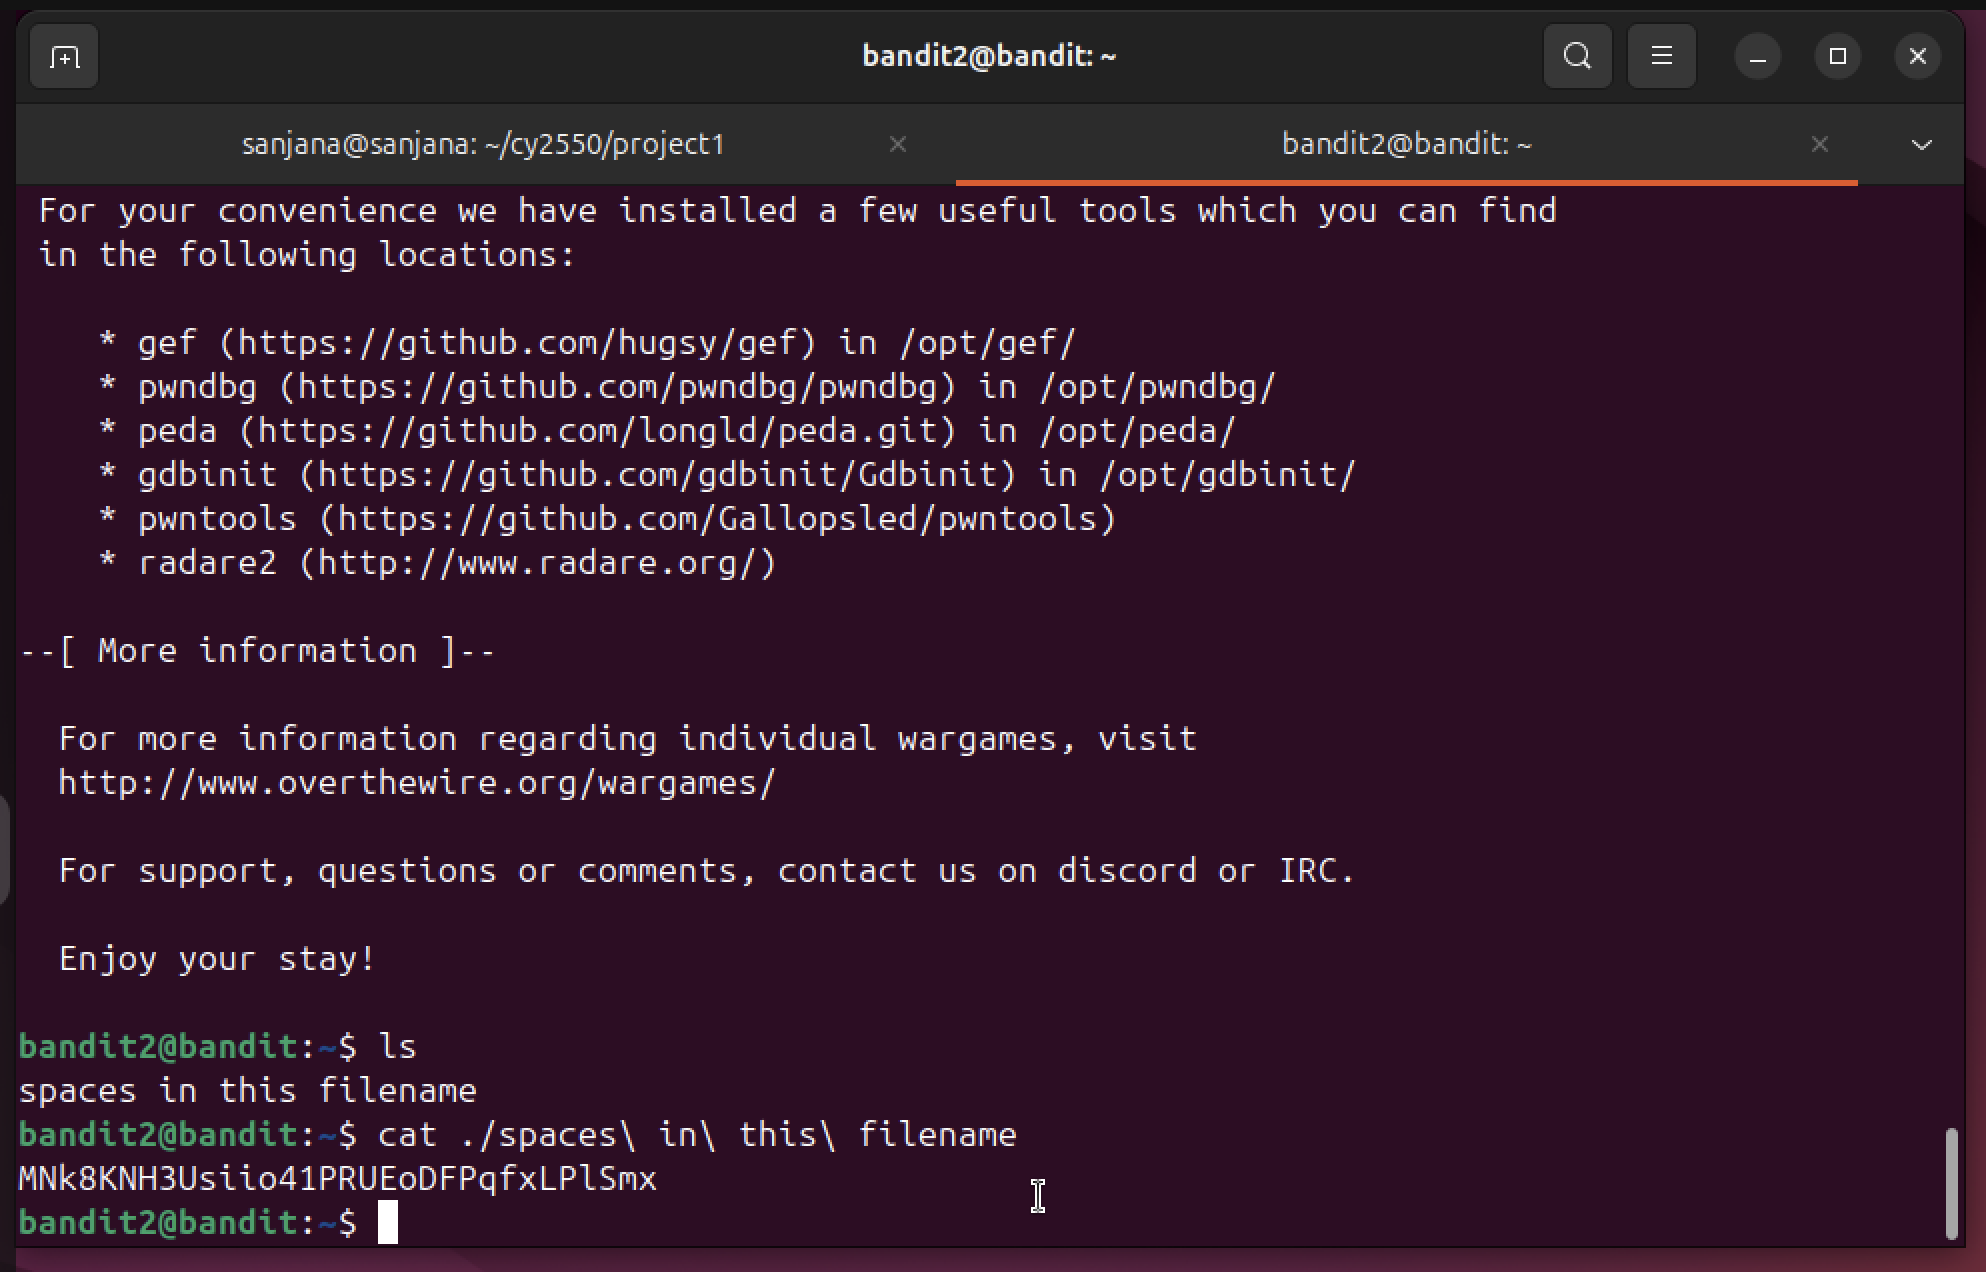 bandit2@bandit: ~
sanjana@sanjana: ~/cy2550/project1
bandit2@bandit: ~
For your convenience we have installed a few useful tools which you can find
in the following locations:
* gef (https://github.com/hugsy/gef) in /opt/gef/
* pwndbg (https://github.com/pwndbg/pwndbg) in /opt/pwndbg/
* peda (https://github.com/longld/peda.git) in /opt/peda/
* gdbinit (https://github.com/gdbinit/Gdbinit) in /opt/gdbinit/
* pwntools (https://github.com/Gallopsled/pwntools)
* radare2 (http://www.radare.org/)
--[ More information ]--
For more information regarding individual wargames, visit
http://www.overthewire.org/wargames/
For support, questions or comments, contact us on discord or IRC.
Enjoy your stay!
bandit2@bandit:~$ ls
spaces in this filename
bandit2@bandit:~$ cat ./spaces\ in\ this\ filename
MNk8KNH3Usiio41PRUEoDFPqfxLPlSmx
bandit2@bandit:~$